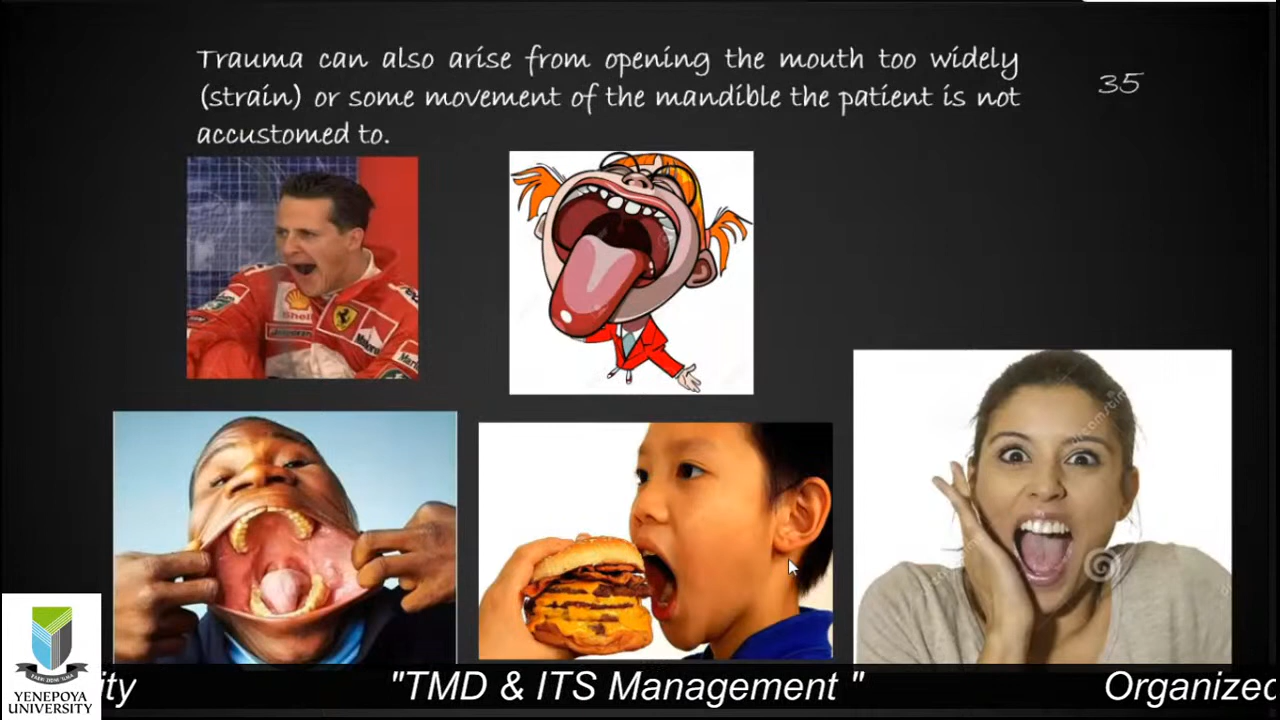 Trauma can also arise from opening the mouth too widely
(strain) or some movement of the mandible the patient is not
accustomed to.
35
Shell
YENEPOYA
UNIVERSITY
ity
"TMD & ITS Management "
Organized